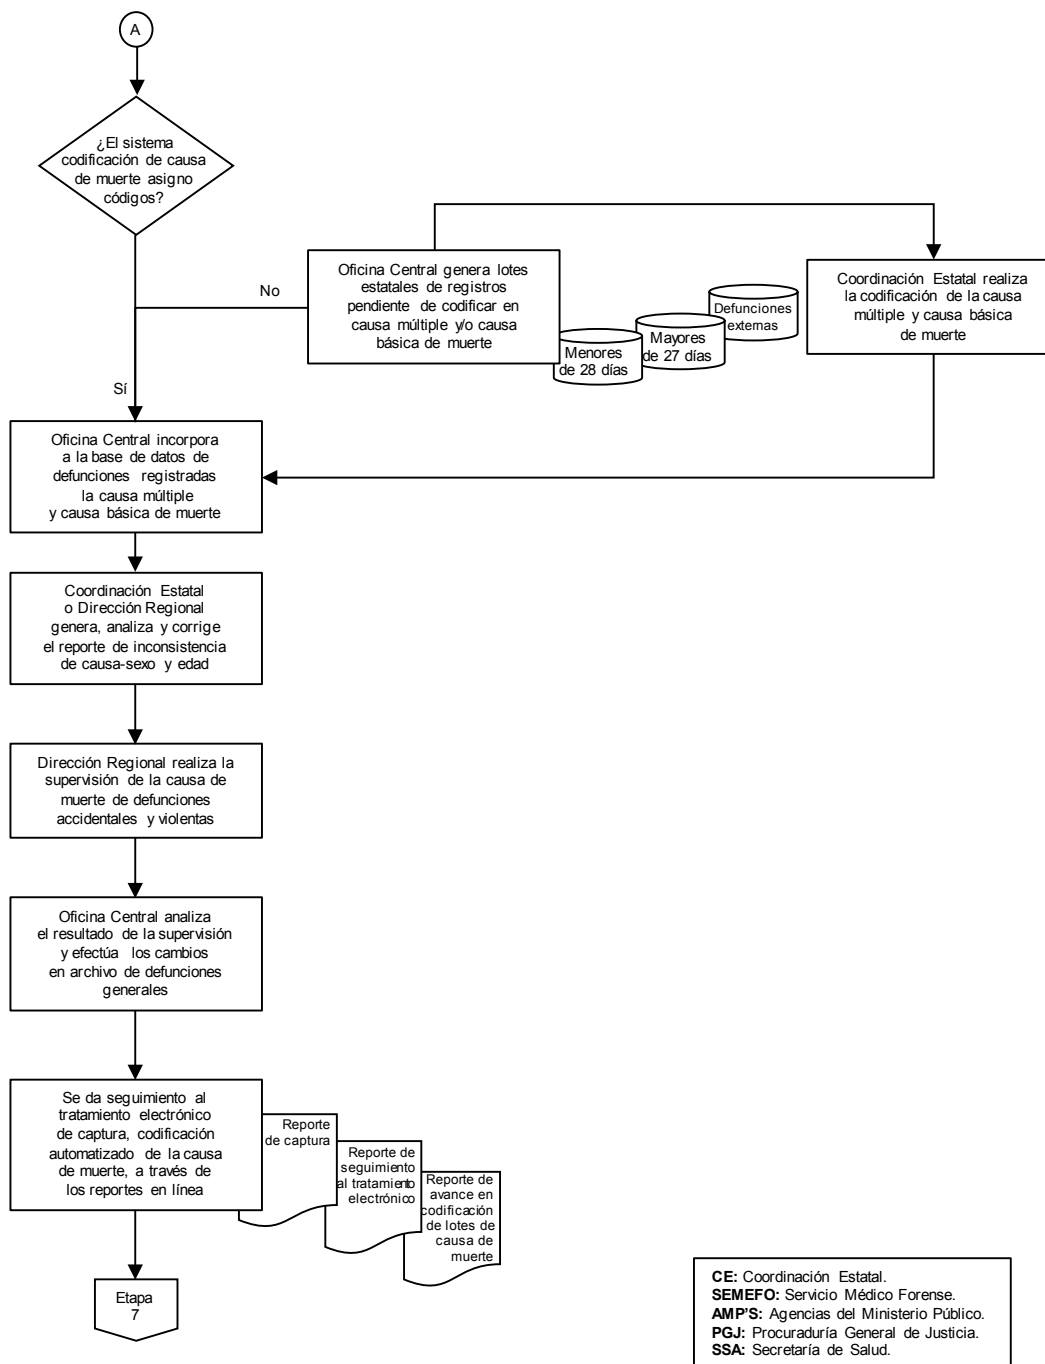 A
¿El sistema
codificación de causa
de muerte asigno
códigos?
No
Sí
Oficina Central genera lotes
estatales de registros
pendiente de codificar en
causa múltiple y/o causa
básica de muerte
Menores
de 28 días
Mayores
de 27 días
Defunciones
externas
Coordinación Estatal realiza
la codificación de la causa
múltiple y causa básica
de muerte
Oficina Central incorpora
a la base de datos de
defunciones registradas
la causa múltiple
y causa básica de muerte
Coordinación Estatal
o Dirección Regional
genera, analiza y corrige
el reporte de inconsistencia
de causa-sexo y edad
Dirección Regional realiza la
supervisión de la causa de
muerte de defunciones
accidentales y violentas
Oficina Central analiza
el resultado de la supervisión
y efectúa los cambios
en archivo de defunciones
generales
Se da seguimiento al
tratamiento electrónico
de captura, codificación
automatizado de la causa
de muerte, a través de
los reportes en línea
Reporte
de captura
Reporte de
seguimiento
al tratamiento
electrónico
Reporte de
avance en
codificación
de lotes de
causa de
muerte
Etapa
7
CE: Coordinación Estatal.
SEMEFO: Servicio Médico Forense.
AMP'S: Agencias del Ministerio Público.
PGJ: Procuraduría General de Justicia.
SSA: Secretaría de Salud.